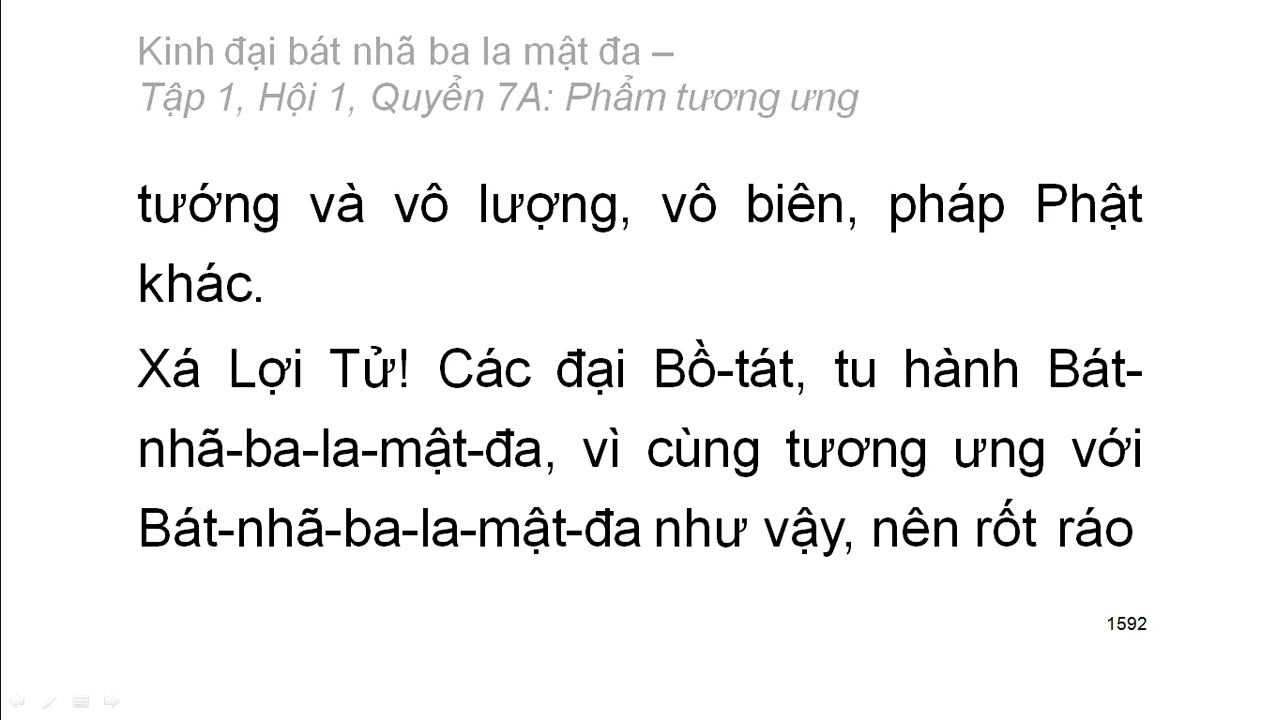 Kinh đại bát nhã ba la mật đa –
Tập 1, Hội 1, Quyển 7A: Phẩm tương ưng
tướng và vô lượng, vô biên, pháp Phật
khác.
Xá Lợi Tử! Các đại Bồ-tát, tu hành Bát-
nhã-ba-la-mật-đa, vì cùng tương ưng với
Bát-nhã-ba-la-mật-đa như vậy, nên rốt ráo
1592